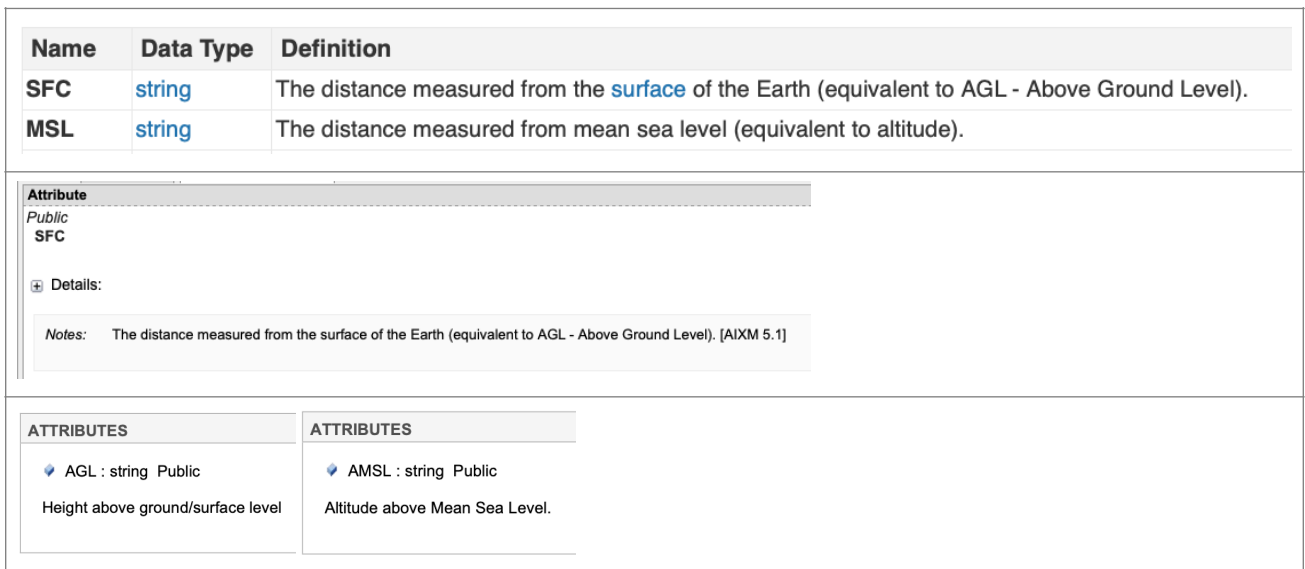 Name Data Type Definition
SFC string The distance measured from the surface of the Earth (equivalent to AGL - Above Ground Level).
MSL string The distance measured from mean sea level (equivalent to altitude).
Attribute
Public
SFC
Details:
Notes: The distance measured from the surface of the Earth (equivalent to AGL - Above Ground Level). [AIXM 5.1]
ATTRIBUTES
AGL : string Public
Height above ground/surface level
ATTRIBUTES
AMSL : string Public
Altitude above Mean Sea Level.